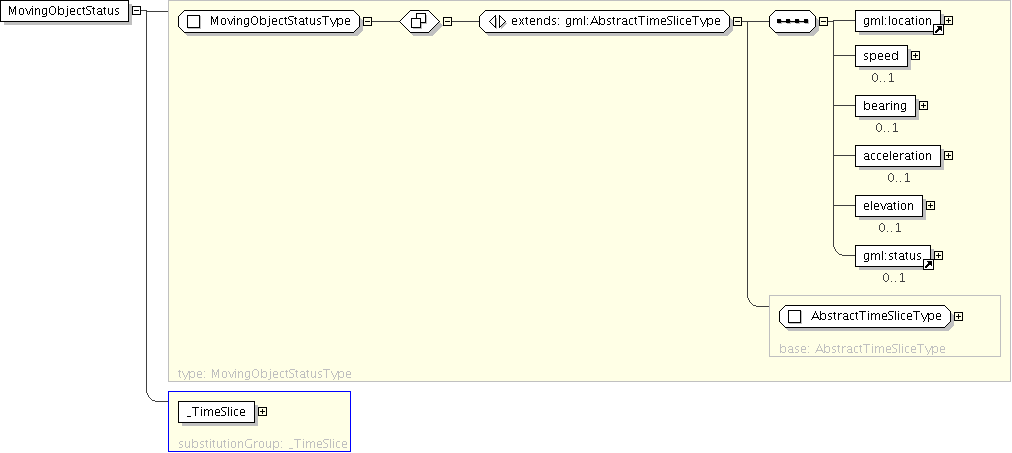 MovingObjectStatus
MovingObjectStatusType
extends: gml:AbstractTimeSliceType
gml:location
speed
0..1
bearing
0..1
acceleration
0..1
elevation
0..1
gml:status
0..1
AbstractTimeSliceType
base: AbstractTimeSliceType
type: MovingObjectStatusType
_TimeSlice
substitutionGroup: _TimeSlice